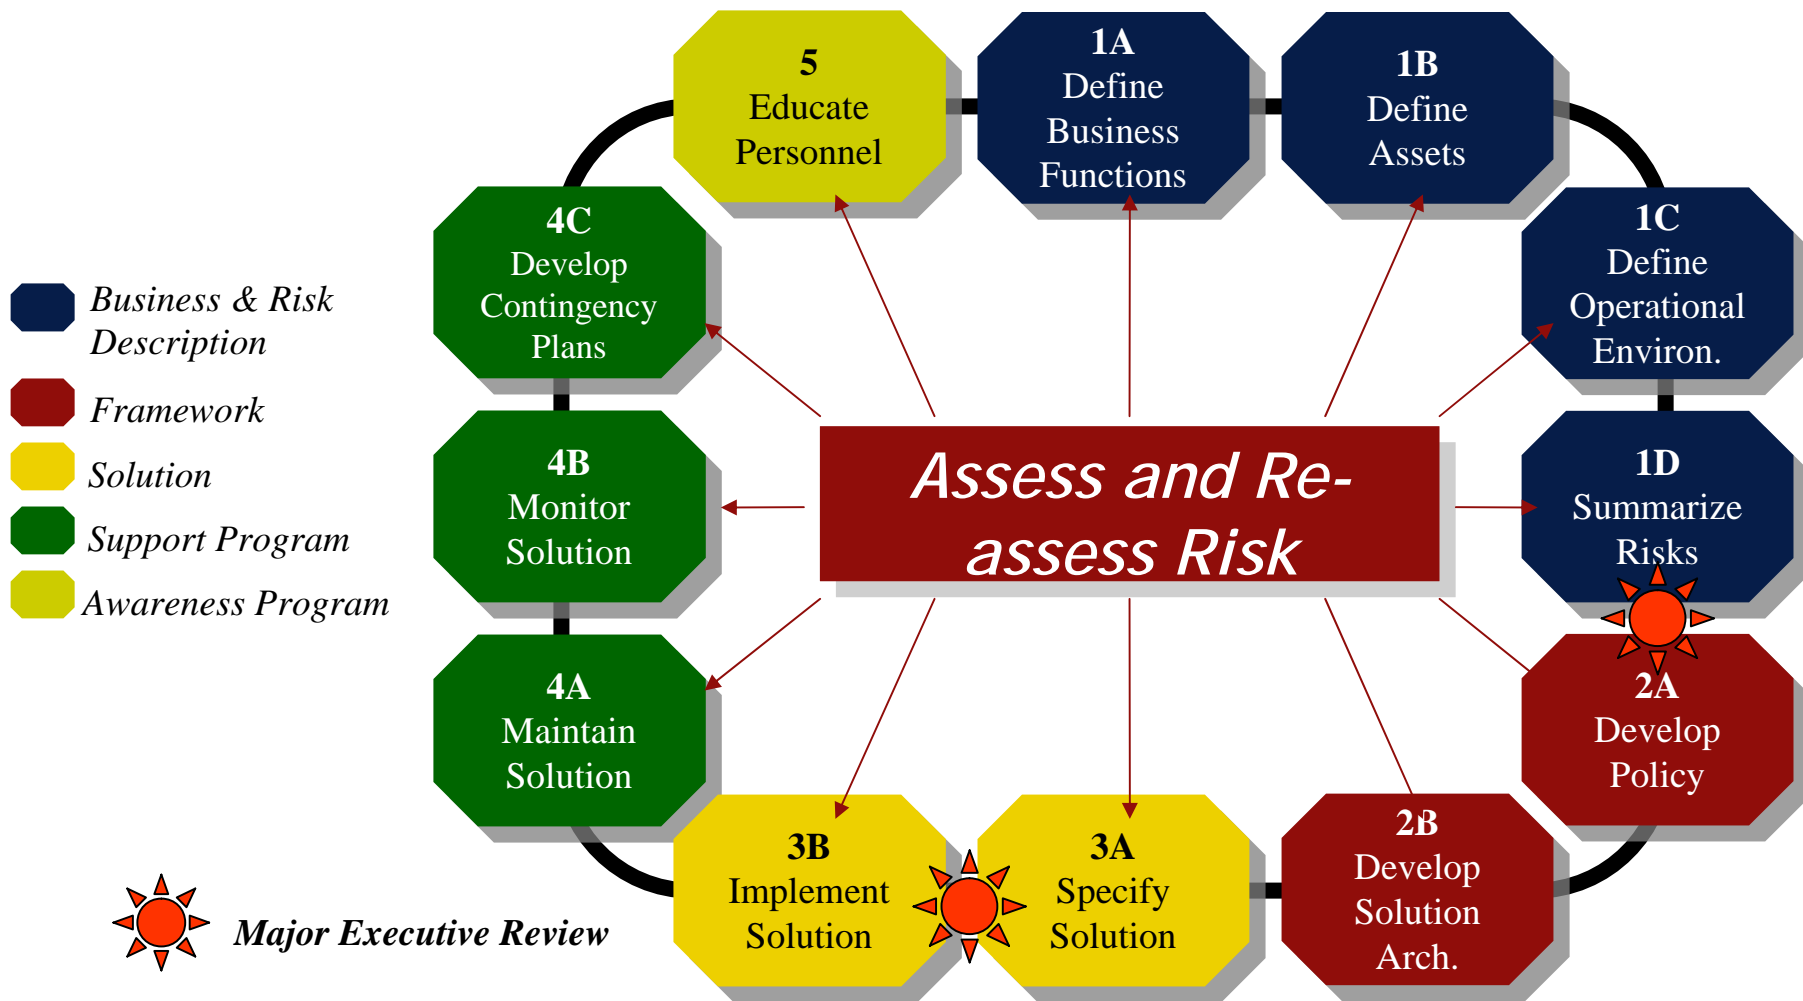 5
Educate
Personnel
1A
Define
Business
Functions
1B
Define
Assets
4C
Develop
Contingency
Plans
1C
Define
Operational
Environ.
Business & Risk
Description
Framework
Solution
Support Program
Awareness Program
4B
Monitor
Solution
Assess and Re-
assess Risk
1D
Summarize
Risks
4A
Maintain
Solution
2A
Develop
Policy
3B
Implement
Solution
3A
Specify
Solution
2B
Develop
Solution
Arch.
Major Executive Review